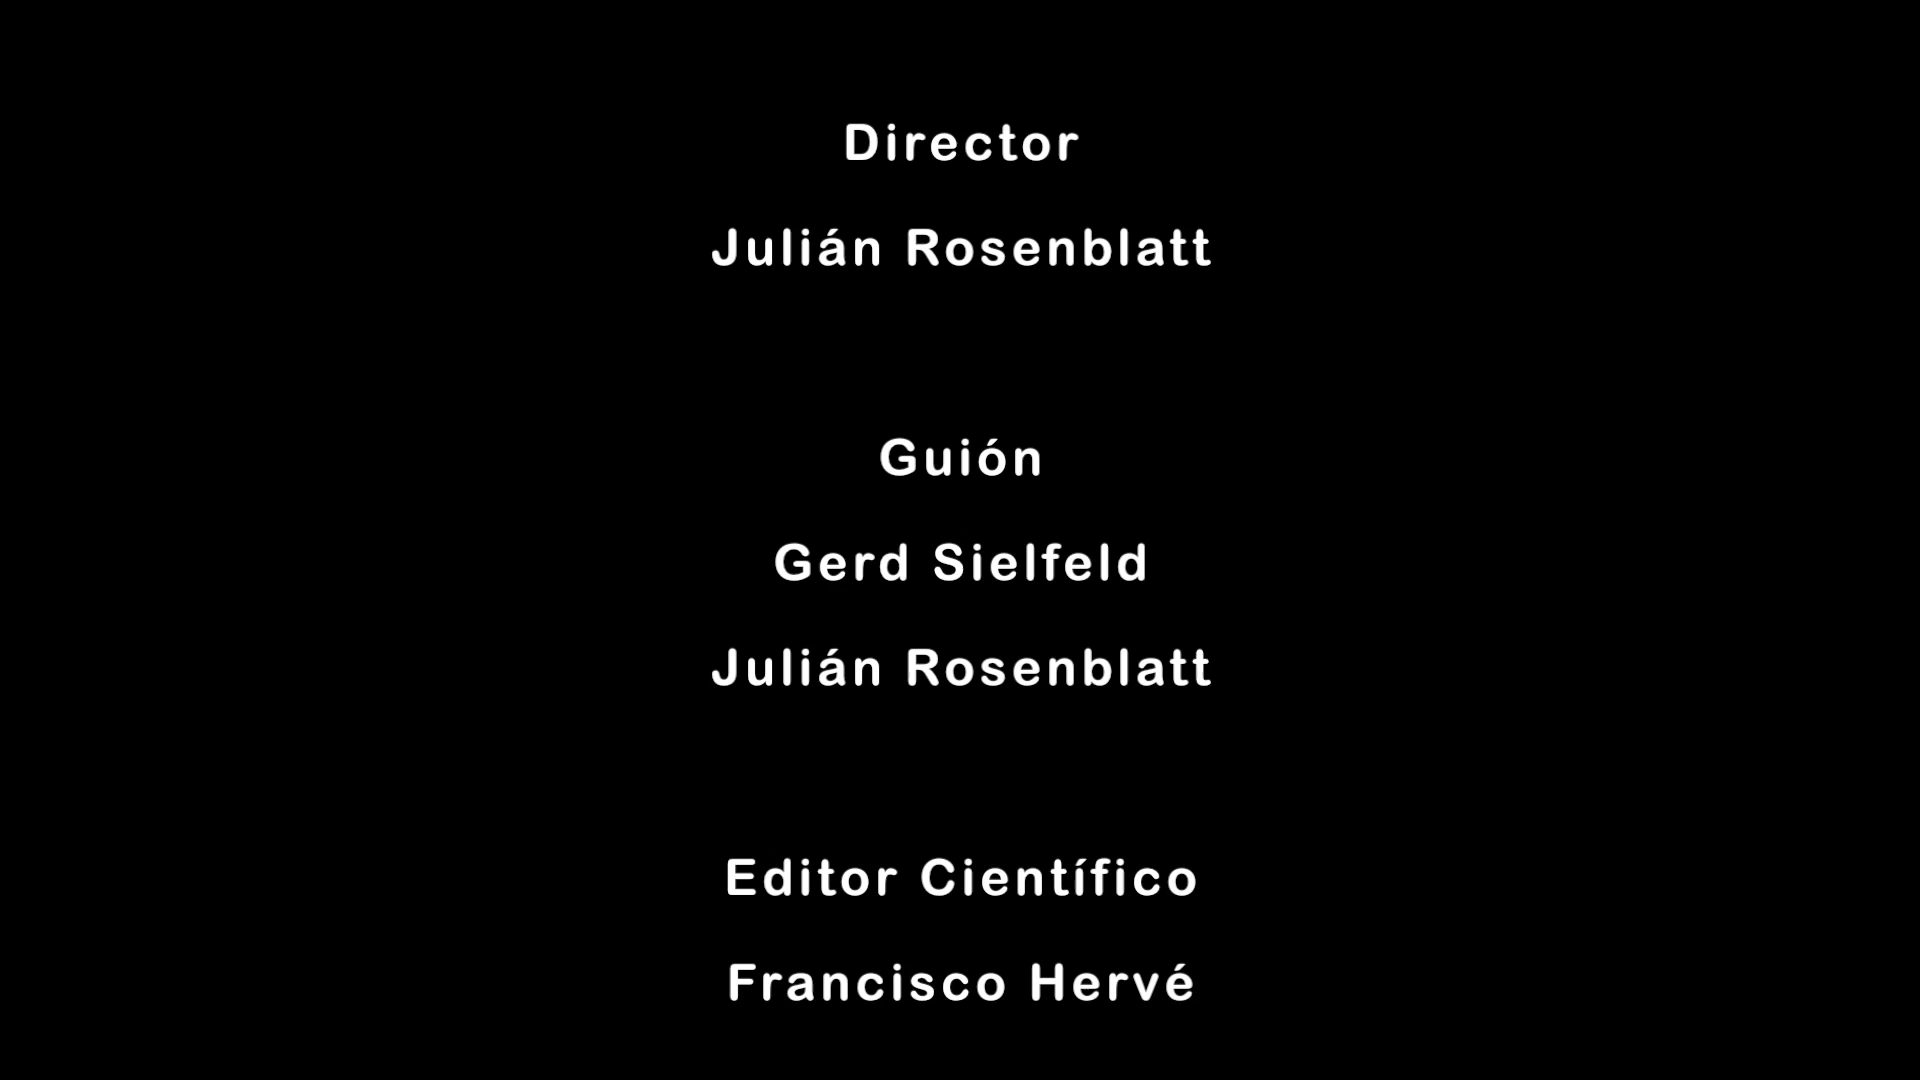 Director
Julián Rosenblatt
Guión
Gerd Sielfeld
Julián Rosenblatt
Editor Científico
Francisco Hervé